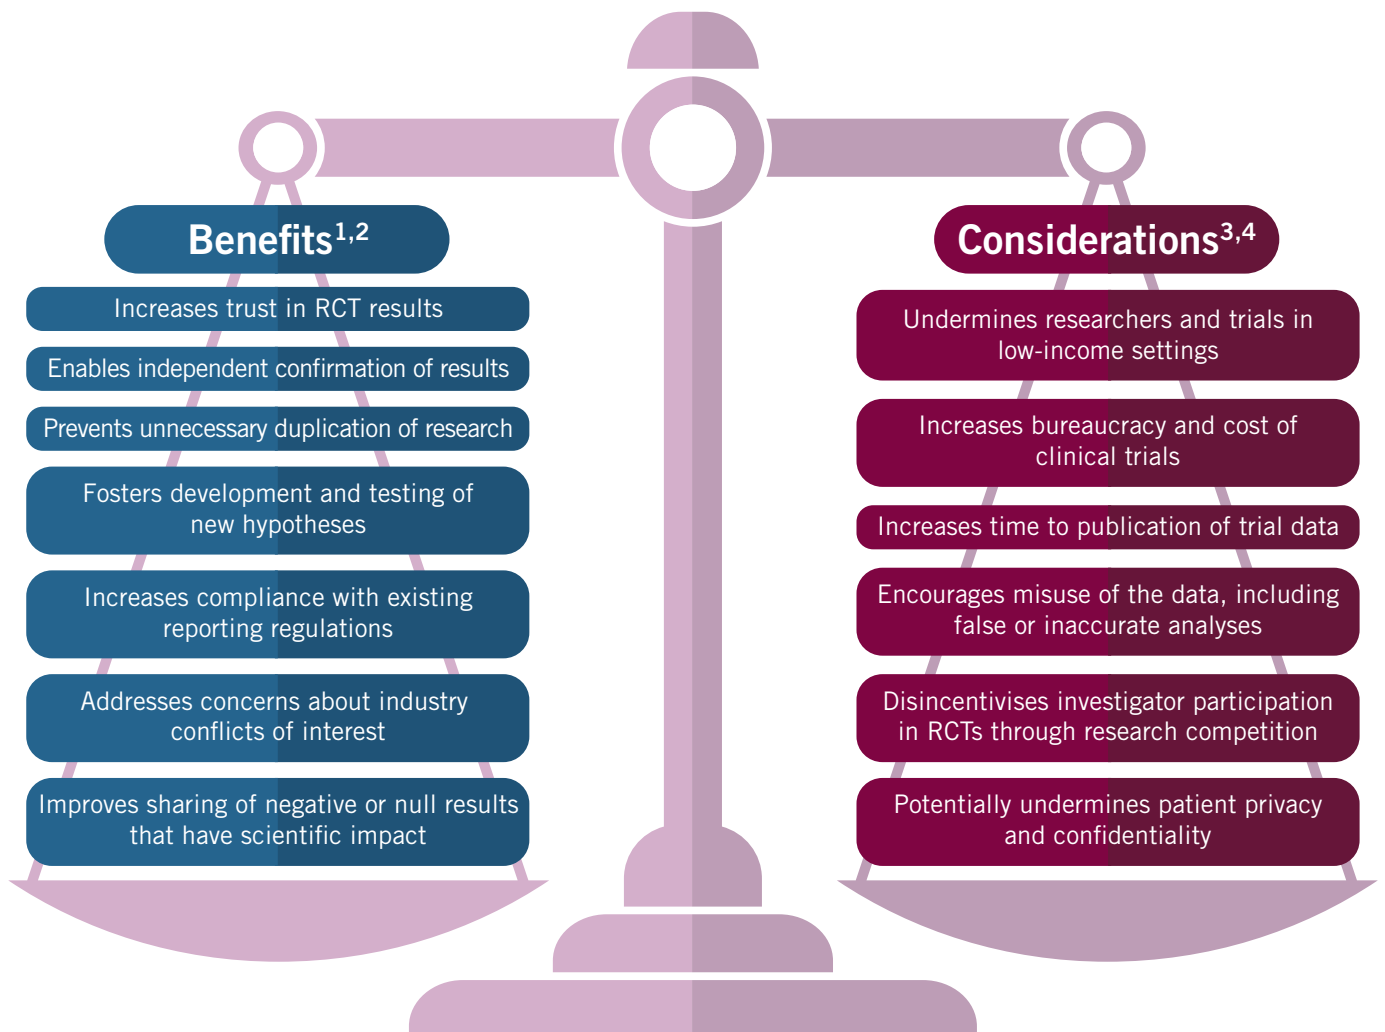 Benefits1,2
Increases trust in RCT results
Enables independent confirmation of results
Prevents unnecessary duplication of research
Fosters development and testing of
new hypotheses
Increases compliance with existing
reporting regulations
Addresses concerns about industry
conflicts of interest
Improves sharing of negative or null results
that have scientific impact
Considerations3,4
Undermines researchers and trials in
low-income settings
Increases bureaucracy and cost of
clinical trials
Increases time to publication of trial data
Encourages misuse of the data, including
false or inaccurate analyses
Disincentivises investigator participation
in RCTs through research competition
Potentially undermines patient privacy
and confidentiality